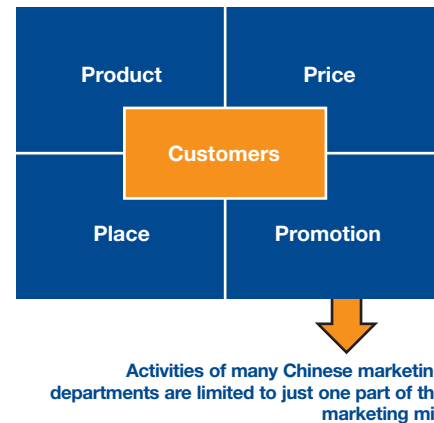 Product Price
Customers
Place Promotion
Activities of many Chinese marketin
departments are limited to just one part of th
marketing mi